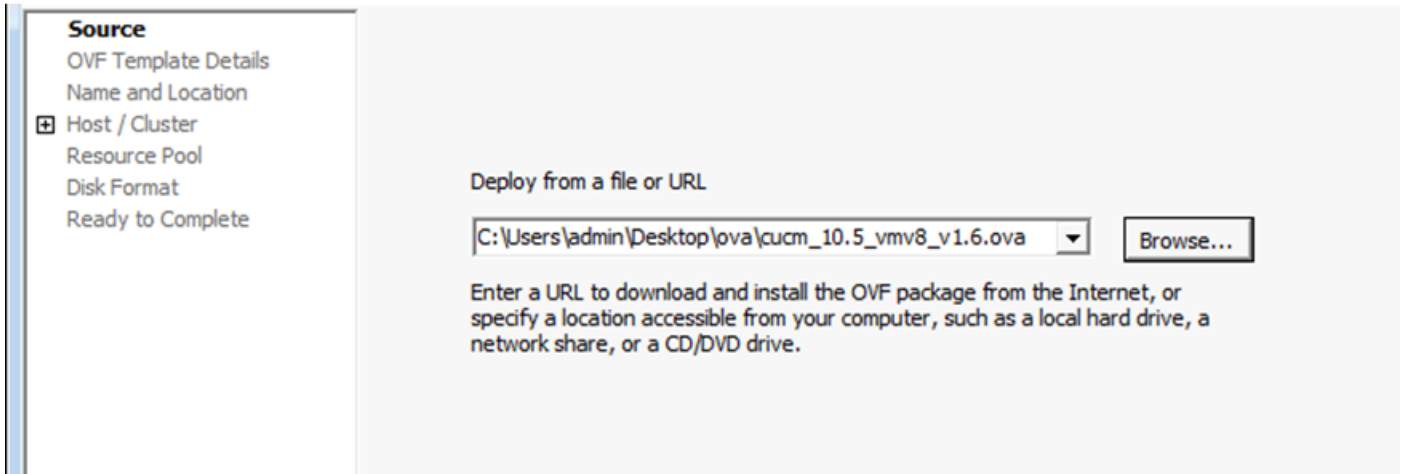 Source
OVF Template Details
Name and Location
Host / Cluster
Resource Pool
Disk Format
Ready to Complete
Deploy from a file or URL
C:\Users\admin\Desktop\ova\cucm_10.5_vmv8_v1.6.ova
Browse...
Enter a URL to download and install the OVF package from the Internet, or
specify a location accessible from your computer, such as a local hard drive, a
network share, or a CD/DVD drive.